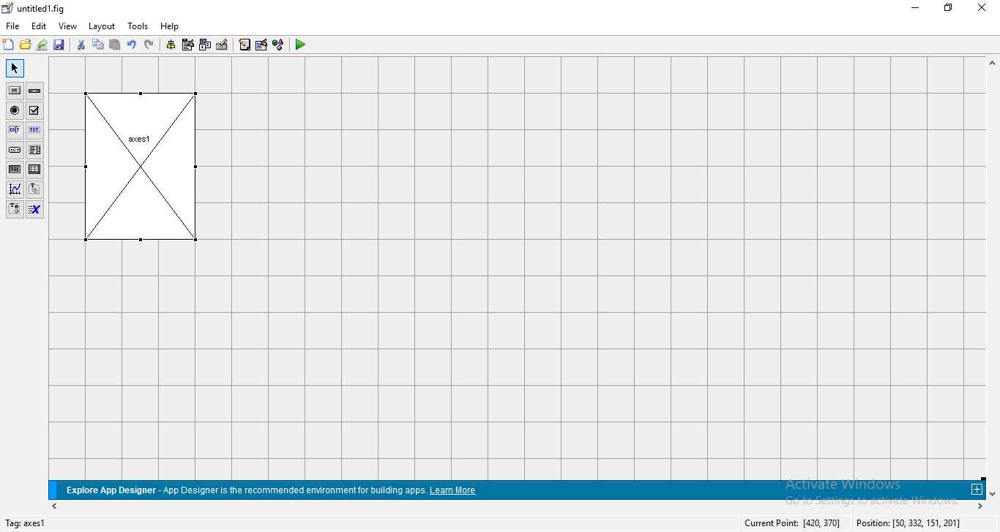 untitled1.fig
File Edit View Layout Tools Help
OK
EDIT TXT
TGL
T
T
X
axes1
Explore App Designer - App Designer is the recommended environment for building apps. Learn More
Activate Windows
Go to Settings to activate Windows.
Tag: axes1 Current Point: [420, 370] Position: [50, 332, 151, 201]